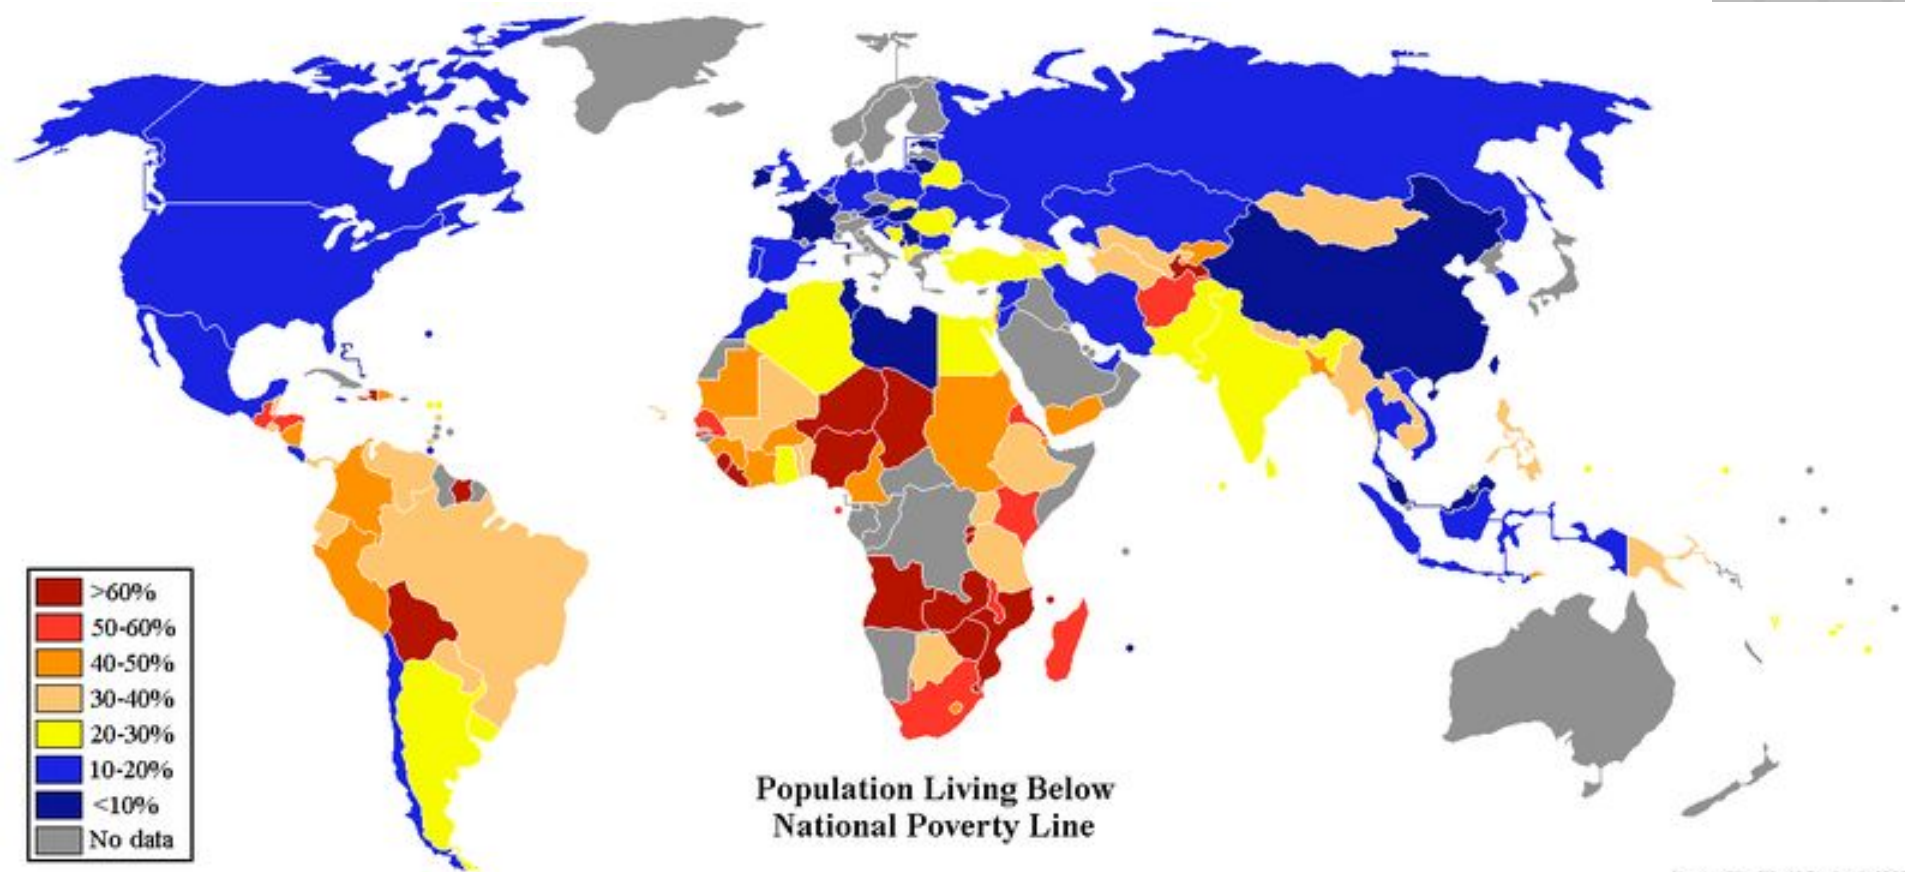 >60%
50-60%
40-50%
30-40%
20-30%
10-20%
<10%
No data
Population Living Below
National Poverty Line